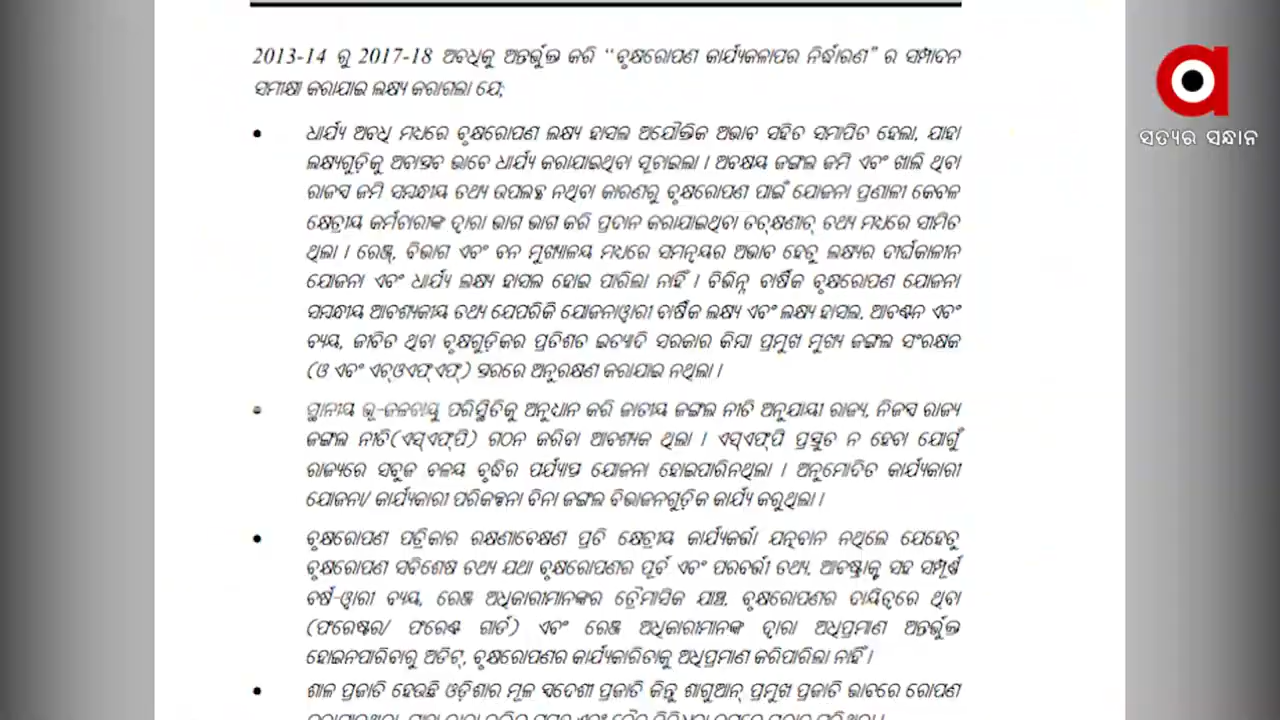 2013-14 ରୁ 2017-18 ଅବଧିକୁ ଅନ୍ତର୍ଭୁକ୍ତ କରି “ବୃକ୍ଷରୋପଣ କାର୍ଯ୍ୟକଳାପର ନିର୍ଦ୍ଧାରଣ” ର ସମ୍ପାଦନ
ସମୀକ୍ଷା କରାଯାଇ ଲକ୍ଷ୍ୟ କରାଗଲା ଯେ;
ସତ୍ୟର ସନ୍ଧାନ
• ଧାର୍ଯ୍ୟ ଅବଧି ମଧ୍ୟରେ ବୃକ୍ଷରୋପଣ ଲକ୍ଷ୍ୟ ହାସଲ ଅଯୌକ୍ତିକ ଅଭାବ ସହିତ ସମାପିତ ହେଲା, ଯାହା
ଲକ୍ଷ୍ୟଗୁଡ଼ିକୁ ଅବାସ୍ତବ ଭାବେ ଧାର୍ଯ୍ୟ କରାଯାଇଥିବା ସୂଚାଇଲା । ଅବକ୍ଷୟ ଜଙ୍ଗଲ ଜମି ଏବଂ ଖାଲି ଥିବା
ରାଜସ୍ୱ ଜମି ସମ୍ବନ୍ଧୀୟ ତଥ୍ୟ ଉପଲବ୍ଧ ନଥିବା କାରଣରୁ ବୃକ୍ଷରୋପଣ ପାଇଁ ଯୋଜନା ପ୍ରଣାଳୀ କେବଳ
କ୍ଷେତ୍ରୀୟ କର୍ମଚାରୀଙ୍କ ଦ୍ୱାରା ଭାଗ ଭାଗ କରି ପ୍ରଦାନ କରାଯାଇଥିବା ତତ୍‌କ୍ଷଣାତ୍ ତଥ୍ୟ ମଧ୍ୟରେ ସୀମିତ
ଥିଲା । ରେଞ୍ଜ୍, ବିଭାଗ ଏବଂ ବନ ମୁଖ୍ୟାଳୟ ମଧ୍ୟରେ ସମନ୍ୱୟର ଅଭାବ ହେତୁ ଲକ୍ଷ୍ୟର ଦୀର୍ଘକାଳୀନ
ଯୋଜନା ଏବଂ ଧାର୍ଯ୍ୟ ଲକ୍ଷ୍ୟ ହାସଲ ହୋଇ ପାରିଲା ନାହିଁ । ବିଭିନ୍ନ ବାର୍ଷିକ ବୃକ୍ଷରୋପଣ ଯୋଜନା
ସମ୍ବନ୍ଧୀୟ ଆବଶ୍ୟକୀୟ ତଥ୍ୟ ଯେପରିକି ଯୋଜନାୱାରୀ ବାର୍ଷିକ ଲକ୍ଷ୍ୟ ଏବଂ ଲକ୍ଷ୍ୟ ହାସଲ, ଆବଣ୍ଟନ ଏବଂ
ବ୍ୟୟ, ଜୀବିତ ଥିବା ବୃକ୍ଷଗୁଡ଼ିକର ପ୍ରତିଶତ ଇତ୍ୟାଦି ସରକାର କିମ୍ବା ପ୍ରମୁଖ ମୁଖ୍ୟ ଜଙ୍ଗଲ ସଂରକ୍ଷକ
(ଓ ଏବଂ ଏଚ୍ଓଏଫ୍ଏଫ୍) ସ୍ତରରେ ଅନୁରକ୍ଷଣ କରାଯାଇ ନଥିଲା ।
• ସ୍ଥାନୀୟ ଭୂ-ଜଳବାୟୁ ପରିସ୍ଥିତିକୁ ଅନୁଧାନ କରି ଜାତୀୟ ଜଙ୍ଗଲ ନୀତି ଅନୁଯାୟୀ ରାଜ୍ୟ, ନିଜସ୍ୱ ରାଜ୍ୟ
ଜଙ୍ଗଲ ନୀତି(ଏସ୍ଏଫ୍‌ପି) ଗଠନ କରିବା ଆବଶ୍ୟକ ଥିଲା । ଏସ୍ଏଫ୍‌ପି ପ୍ରସ୍ତୁତ ନ ହେବା ଯୋଗୁଁ
ରାଜ୍ୟରେ ସବୁଜ ବଳୟ ବୃଦ୍ଧିର ପର୍ଯ୍ୟାପ୍ତ ଯୋଜନା ହୋଇପାରିନଥିଲା । ଅନୁମୋଦିତ କାର୍ଯ୍ୟକାରୀ
ଯୋଜନା/ କାର୍ଯ୍ୟକାରୀ ପରିକଳ୍ପନା ବିନା ଜଙ୍ଗଲ ବିଭାଜନଗୁଡ଼ିକ କାର୍ଯ୍ୟ କରୁଥିଲା ।
• ବୃକ୍ଷରୋପଣ ପତ୍ରିକାର ରକ୍ଷଣାବେକ୍ଷଣ ପ୍ରତି କ୍ଷେତ୍ରୀୟ କାର୍ଯ୍ୟକର୍ତ୍ତା ଯତ୍ନବାନ ନଥିଲେ ଯେହେତୁ
ବୃକ୍ଷରୋପଣ ସବିଶେଷ ତଥ୍ୟ ଯଥା ବୃକ୍ଷରୋପଣର ପୂର୍ବ ଏବଂ ପରବର୍ତ୍ତୀ ତଥ୍ୟ, ଆବଷ୍ଟ୍ରାକ୍ଟ ସହ ସମ୍ପୂର୍ଣ୍ଣ
ବର୍ଷ-ୱାରୀ ବ୍ୟୟ, ରେଞ୍ଜ ଅଧିକାରୀମାନଙ୍କର ତ୍ରୈମାସିକ ଯାଞ୍ଚ, ବୃକ୍ଷରୋପଣର ଦାୟିତ୍ୱରେ ଥିବା
(ଫରେଷ୍ଟର/ ଫରେଷ୍ଟ ଗାର୍ଡ) ଏବଂ ରେଞ୍ଜ ଅଧିକାରୀମାନଙ୍କ ଦ୍ୱାରା ଅଧିପ୍ରମାଣ ଅନ୍ତର୍ଭୁକ୍ତ
ହୋଇନପାରିବାରୁ ଅଡିଟ୍, ବୃକ୍ଷରୋପଣର କାର୍ଯ୍ୟକାରିତାକୁ ଅଧିପ୍ରମାଣ କରିପାରିଲା ନାହିଁ ।
• ଶାଳ ପ୍ରଜାତି ହେଉଛି ଓଡ଼ିଶାର ମୂଳ ସ୍ୱଦେଶୀ ପ୍ରଜାତି କିନ୍ତୁ ଶାଗୁଆନ୍ ପ୍ରମୁଖ ପ୍ରଜାତି ଭାବରେ ରୋପଣ